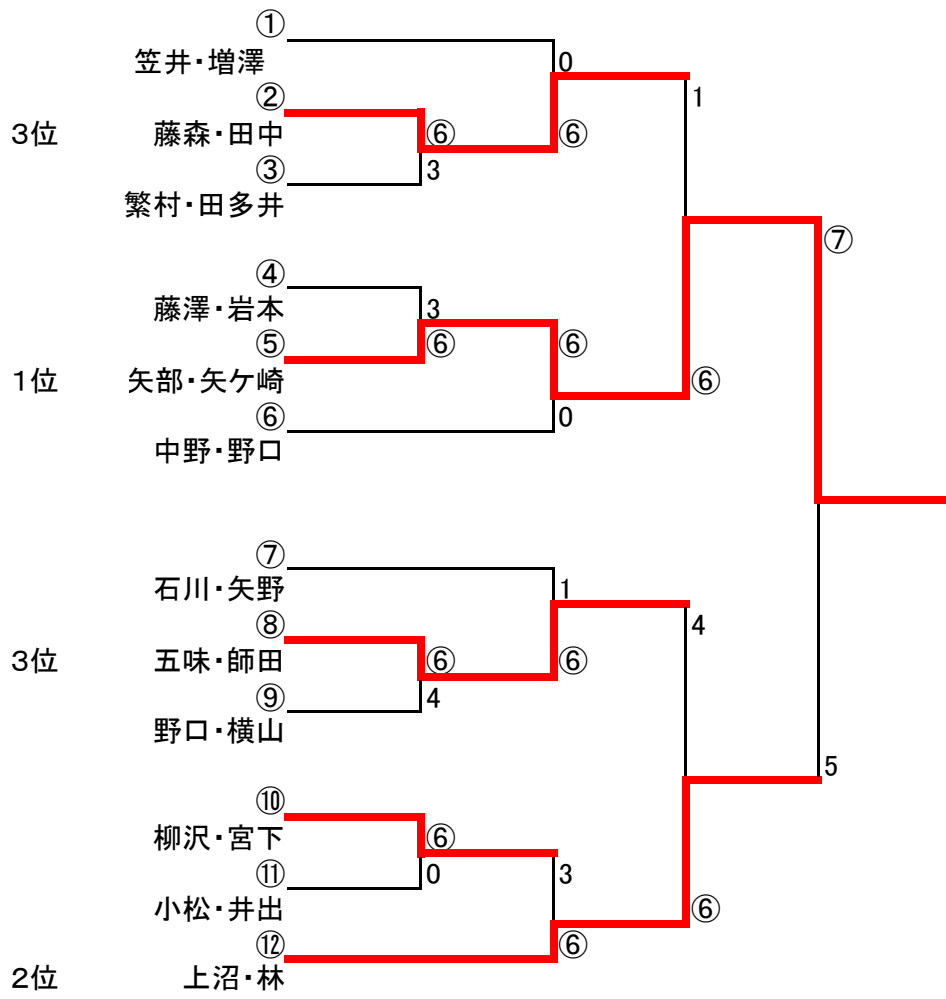 ①
0
笠井・増澤
1
②
3位 藤森・田中 ⑥ ⑥
③ 3
繁村・田多井
⑦
④
藤澤・岩本 3
⑤ ⑥ ⑥
1位 矢部・矢ケ崎 ⑥
⑥ 0
中野・野口
⑦
石川・矢野 1
⑧ 4
3位 五味・師田 ⑥ ⑥
⑨ 4
野口・横山
5
⑩
柳沢・宮下 ⑥
⑪ 0 3
小松・井出 ⑥
⑫ ⑥
2位 上沼・林